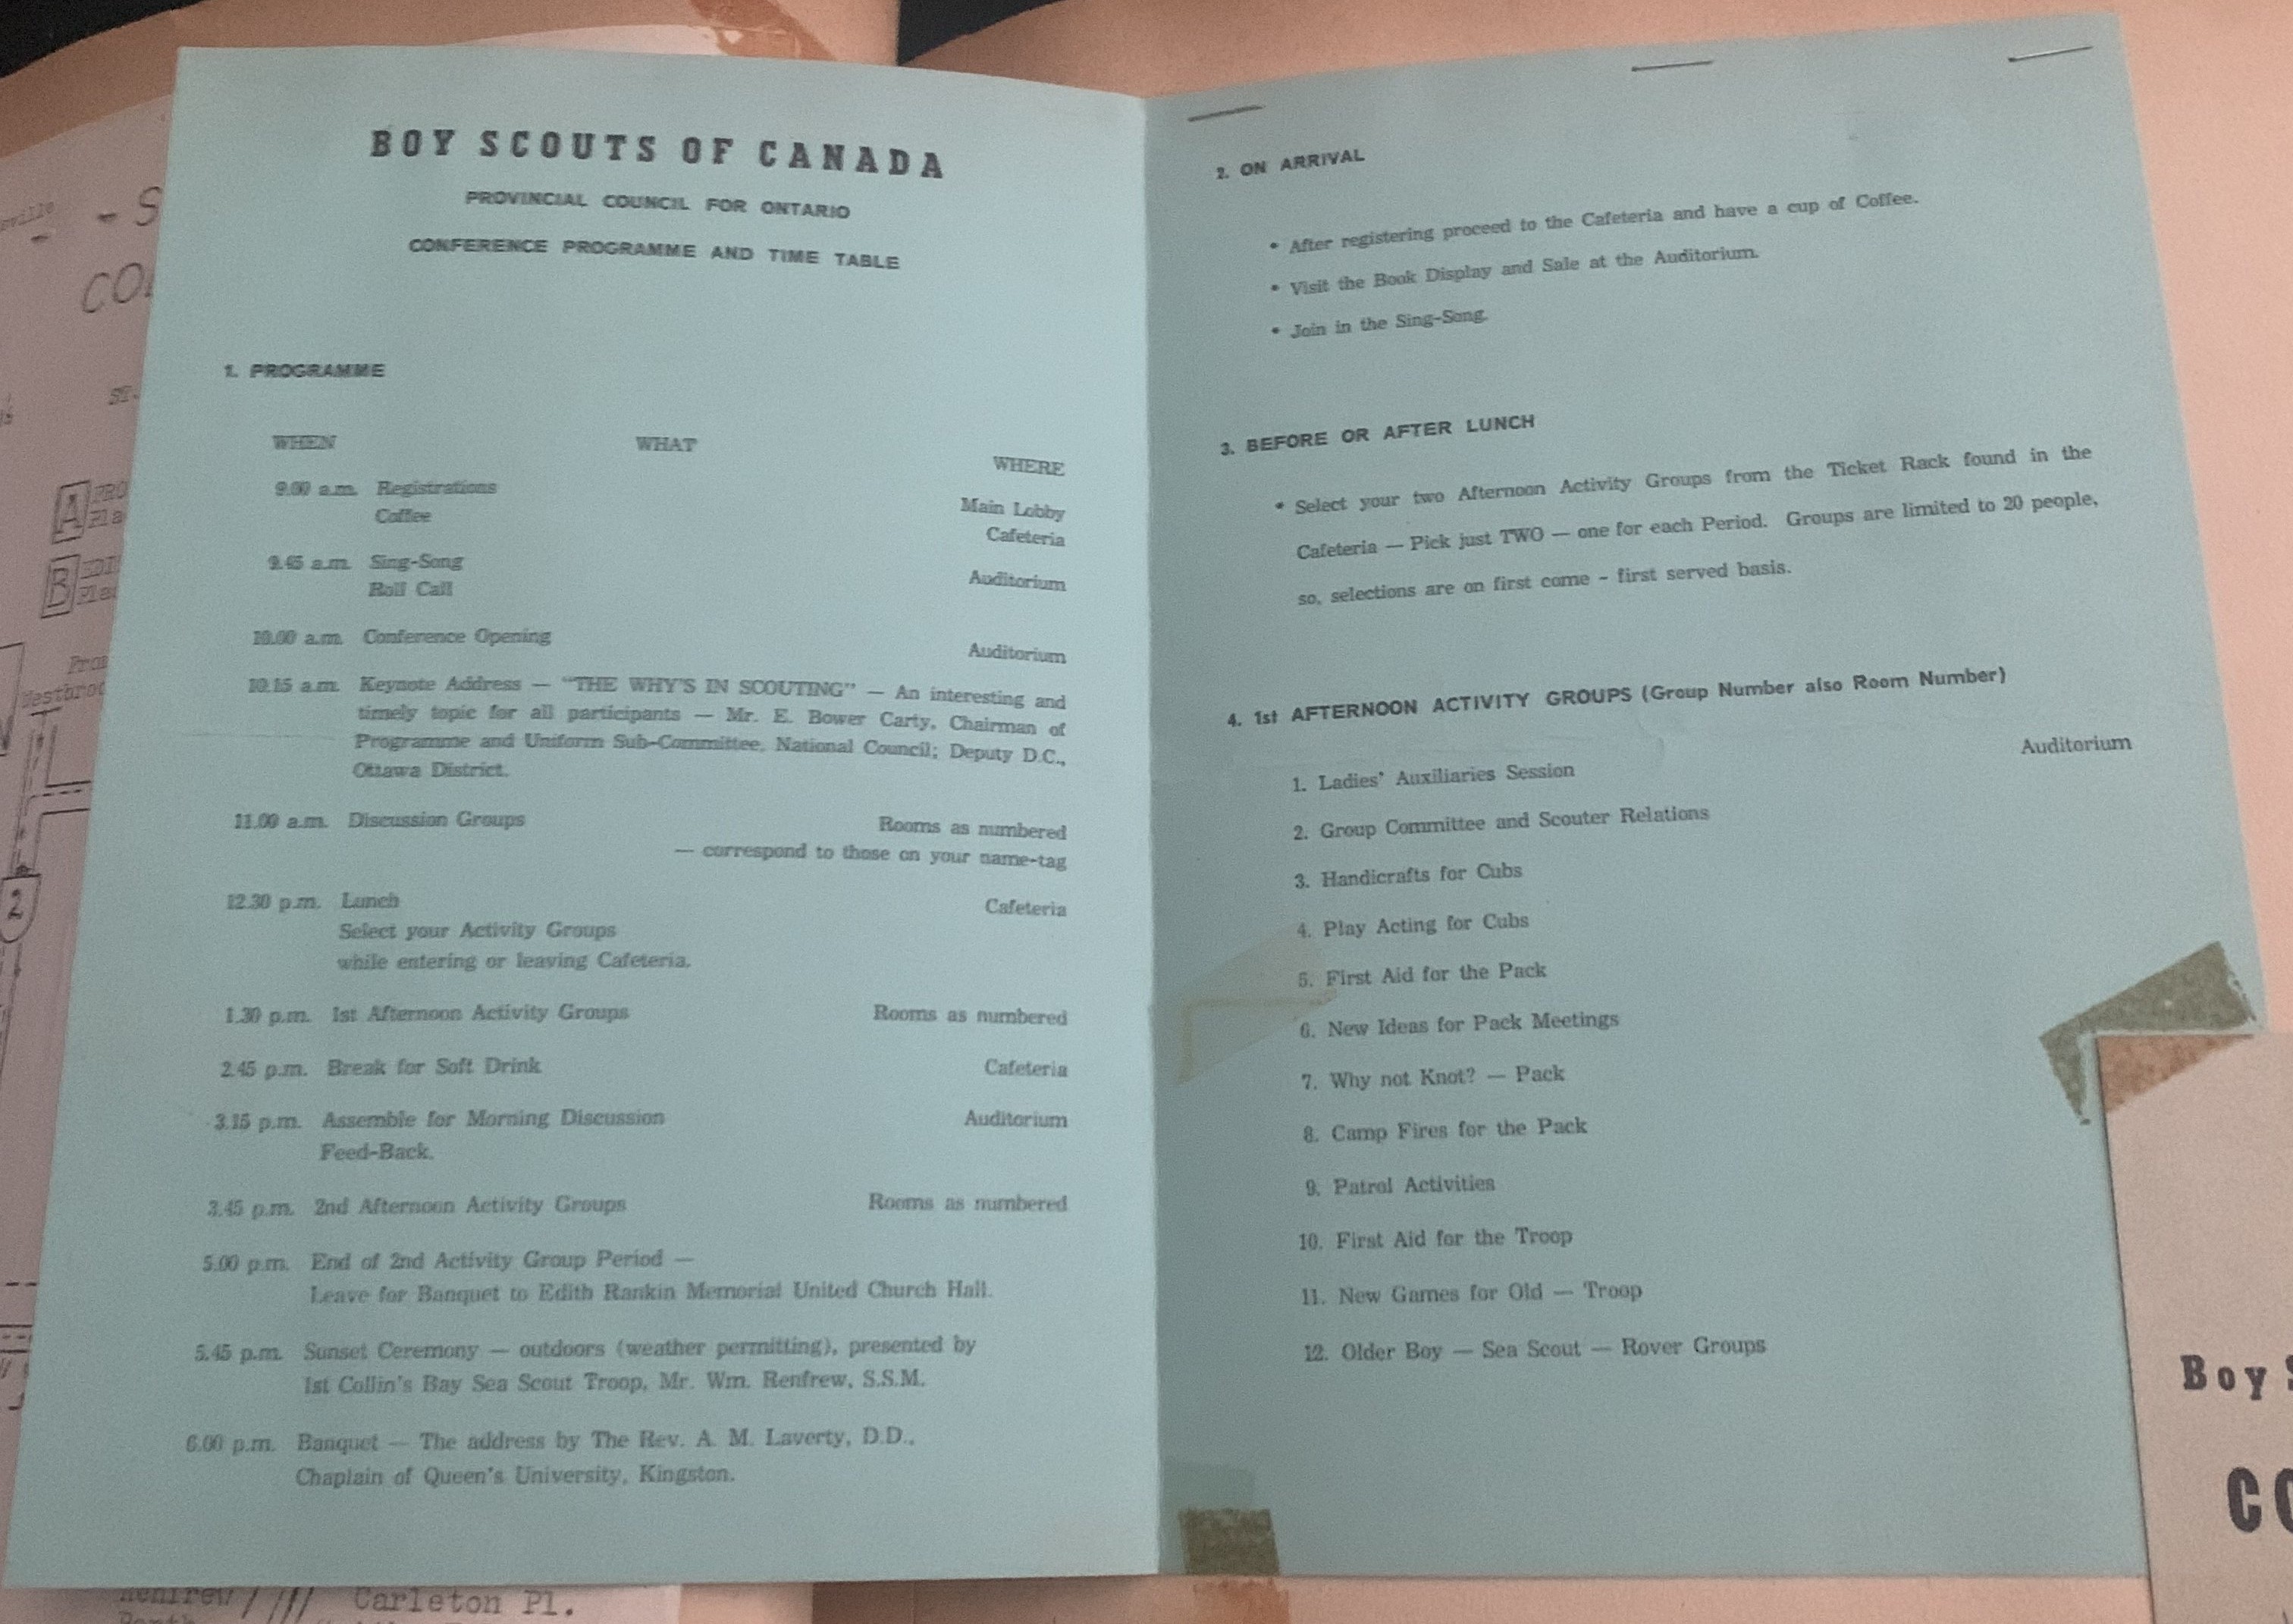 BOY SCOUTS OF CANADA
PROVINCIAL COUNCIL FOR ONTARIO
CONFERENCE PROGRAMME AND TIME TABLE
1. PROGRAMME
WHEN WHAT WHERE
9.00 a.m. Registrations Main Lobby
Coffee Cafeteria
9.45 a.m. Sing-Song Auditorium
Roll Call
10.00 a.m. Conference Opening Auditorium
10.15 a.m. Keynote Address — "THE WHY'S IN SCOUTING" — An interesting and
timely topic for all participants — Mr. E. Bower Carty, Chairman of
Programme and Uniform Sub-Committee, National Council; Deputy D.C.,
Ottawa District.
11.00 a.m. Discussion Groups Rooms as numbered
— correspond to those on your name-tag
12.30 p.m. Lunch Cafeteria
Select your Activity Groups
while entering or leaving Cafeteria.
1.30 p.m. 1st Afternoon Activity Groups Rooms as numbered
2.45 p.m. Break for Soft Drink Cafeteria
3.15 p.m. Assemble for Morning Discussion Auditorium
Feed-Back.
3.45 p.m. 2nd Afternoon Activity Groups Rooms as numbered
5.00 p.m. End of 2nd Activity Group Period —
Leave for Banquet to Edith Rankin Memorial United Church Hall.
5.45 p.m. Sunset Ceremony — outdoors (weather permitting), presented by
1st Collin's Bay Sea Scout Troop, Mr. Wm. Renfrew, S.S.M.
6.00 p.m. Banquet — The address by The Rev. A. M. Laverty, D.D.,
Chaplain of Queen's University, Kingston.
2. ON ARRIVAL
* After registering proceed to the Cafeteria and have a cup of Coffee.
* Visit the Book Display and Sale at the Auditorium.
* Join in the Sing-Song.
3. BEFORE OR AFTER LUNCH
* Select your two Afternoon Activity Groups from the Ticket Rack found in the
Cafeteria — Pick just TWO — one for each Period. Groups are limited to 20 people,
so, selections are on first come - first served basis.
4. 1st AFTERNOON ACTIVITY GROUPS (Group Number also Room Number)
1. Ladies' Auxiliaries Session Auditorium
2. Group Committee and Scouter Relations
3. Handicrafts for Cubs
4. Play Acting for Cubs
5. First Aid for the Pack
6. New Ideas for Pack Meetings
7. Why not Knot? — Pack
8. Camp Fires for the Pack
9. Patrol Activities
10. First Aid for the Troop
11. New Games for Old — Troop
12. Older Boy — Sea Scout — Rover Groups
A
B
2
Carleton Pl.
Boy
CO